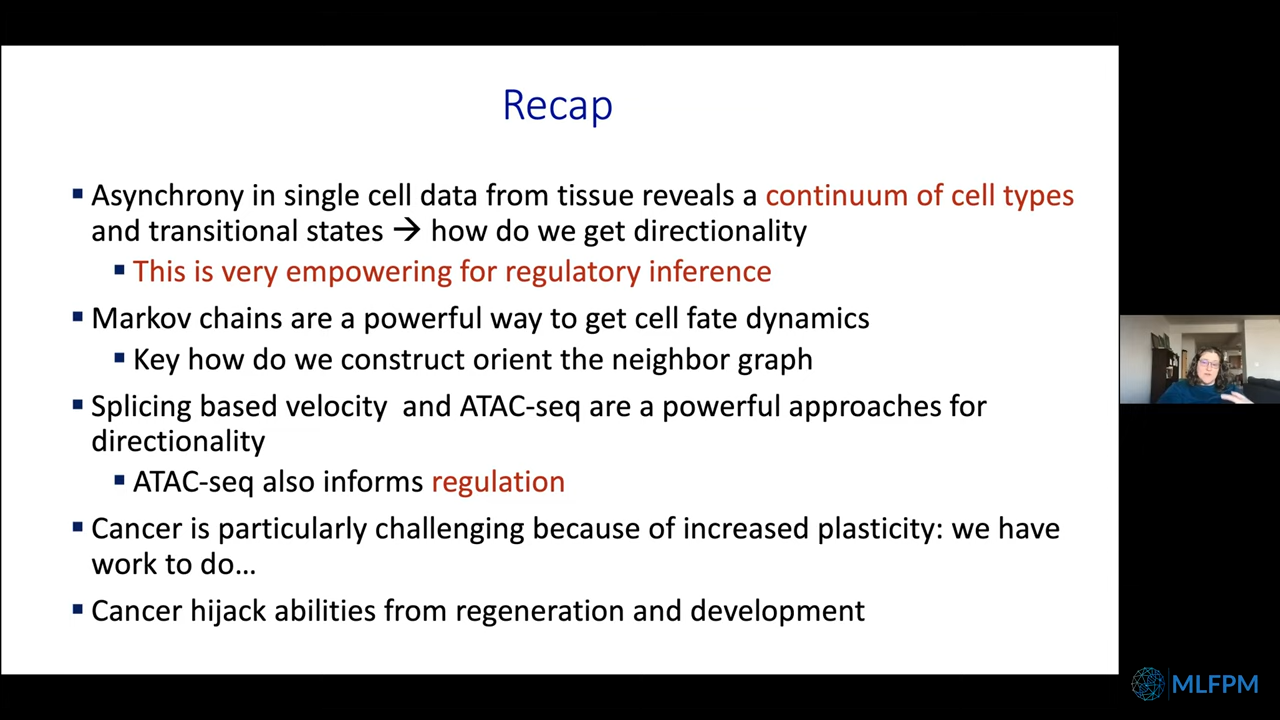 Recap
▪ Asynchrony in single cell data from tissue reveals a continuum of cell types
and transitional states → how do we get directionality
▪ This is very empowering for regulatory inference
▪ Markov chains are a powerful way to get cell fate dynamics
▪ Key how do we construct orient the neighbor graph
▪ Splicing based velocity and ATAC-seq are a powerful approaches for
directionality
▪ ATAC-seq also informs regulation
▪ Cancer is particularly challenging because of increased plasticity: we have
work to do…
▪ Cancer hijack abilities from regeneration and development
MLFPM